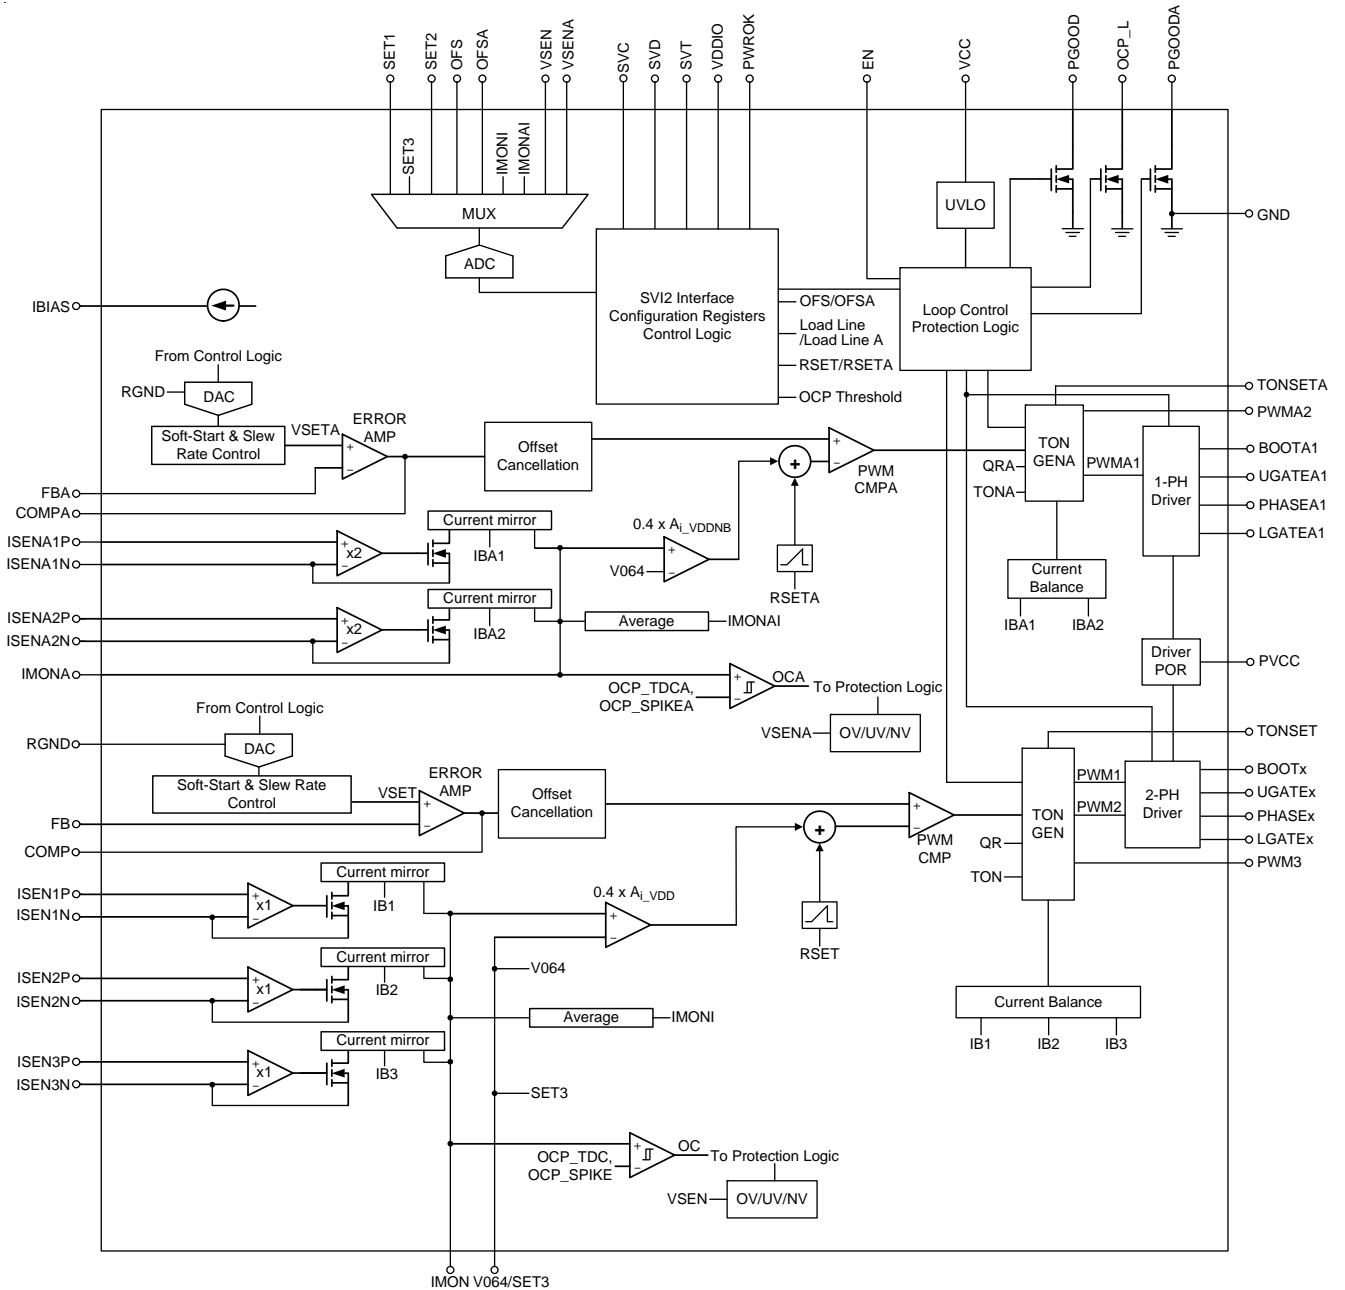 SET1
SET2
OFS
OFSA
VSEN
VSENA
SVC
SVD
SVT
VDDIO
PWROK
EN
VCC
PGOOD
OCP_L
PGOODA
SET3
IMONI
IMONAI
MUX
ADC
UVLO
GND
IBIAS
SVI2 Interface
Configuration Registers
Control Logic
OFS/OFSA
Load Line
/Load Line A
RSET/RSETA
OCP Threshold
Loop Control
Protection Logic
From Control Logic
RGND
DAC
Soft-Start & Slew
Rate Control
VSETA
ERROR
AMP
+
−
Offset
Cancellation
+
+
−
PWM
CMPA
TON
GENA
QRA
TONA
PWMA1
1-PH
Driver
TONSETA
PWMA2
BOOTA1
UGATEA1
PHASEA1
LGATEA1
FBA
COMPA
ISENA1P
ISENA1N
+
−
x2
Current mirror
IBA1
0.4 x Ai_VDDNB
+
−
V064
RSETA
Current
Balance
IBA1
IBA2
ISENA2P
ISENA2N
+
−
x2
Current mirror
IBA2
Average
IMONAI
Driver
POR
PVCC
IMONA
OCP_TDCA,
OCP_SPIKEA
+
−
OCA
To Protection Logic
VSENA
OV/UV/NV
From Control Logic
RGND
DAC
Soft-Start & Slew Rate
Control
VSET
ERROR
AMP
+
−
Offset
Cancellation
+
+
−
PWM
CMP
TON
GEN
QR
TON
PWM1
PWM2
2-PH
Driver
TONSET
BOOTx
UGATEx
PHASEx
LGATEx
PWM3
FB
COMP
ISEN1P
ISEN1N
+
−
x1
Current mirror
IB1
0.4 x Ai_VDD
+
−
RSET
V064
ISEN2P
ISEN2N
+
−
x1
Current mirror
IB2
Average
IMONI
Current Balance
IB1
IB2
IB3
ISEN3P
ISEN3N
+
−
x1
Current mirror
IB3
SET3
OCP_TDC,
OCP_SPIKE
+
−
OC
To Protection Logic
VSEN
OV/UV/NV
IMON
V064/SET3